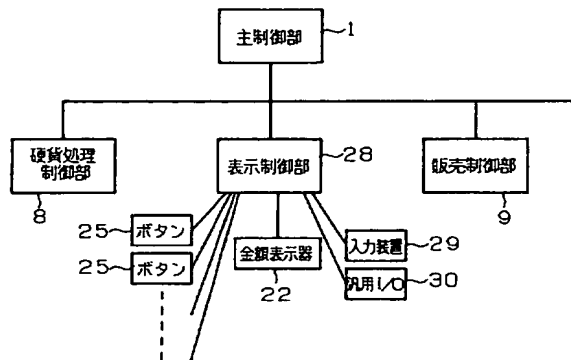 主制御部
1
硬貨処理
制御部
8
表示制御部
28
販売制御部
9
25
ボタン
25
ボタン
金額表示器
22
入力装置
29
汎用I/O
30